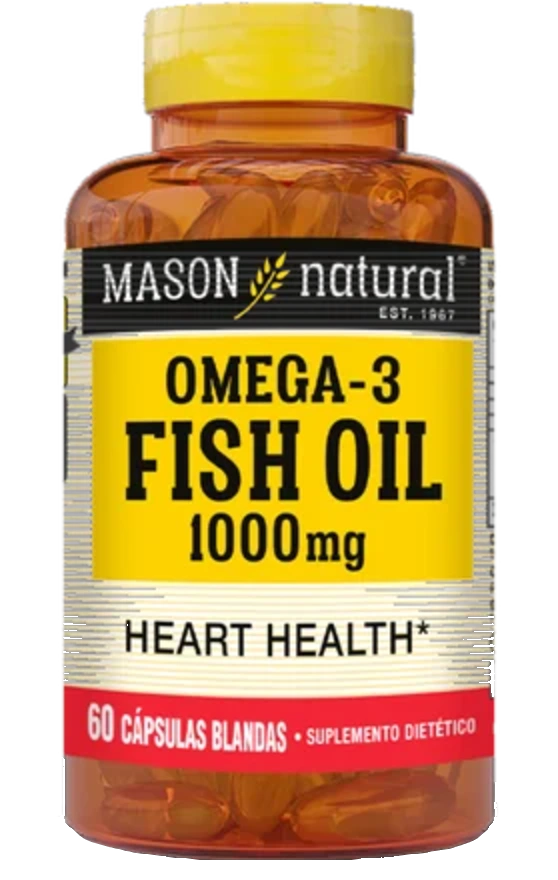 MASON natural®
EST. 1967
OMEGA-3
FISH OIL
1000mg
HEART HEALTH*
60 CÁPSULAS BLANDAS • SUPLEMENTO DIETÉTICO